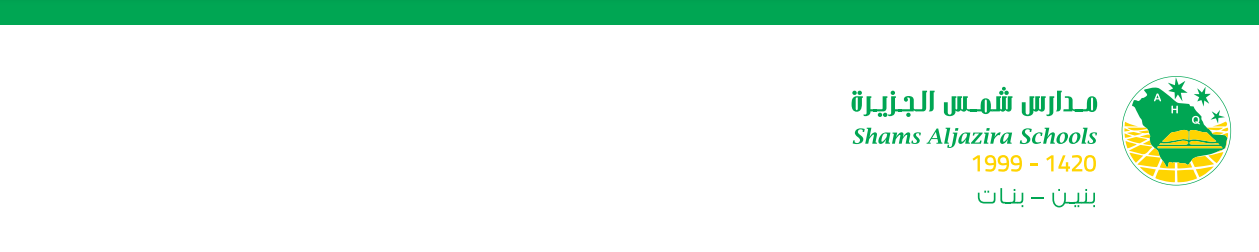 مدارس شمس الجزيرة
Shams Aljazira Schools
1999 - 1420
بنين – بنات
A H Q